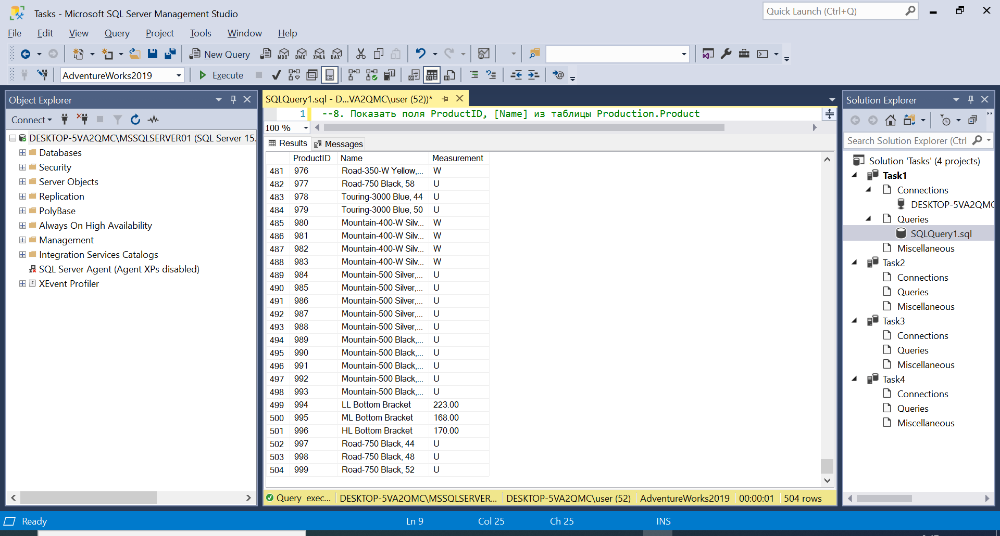 Tasks - Microsoft SQL Server Management Studio
Quick Launch (Ctrl+Q)
File Edit View Query Project Tools Window Help
New Query MDX DMX XMLA DAX
AdventureWorks2019 Execute
Object Explorer
Connect
DESKTOP-5VA2QMC\MSSQLSERVER01 (SQL Server 15.
Databases
Security
Server Objects
Replication
PolyBase
Always On High Availability
Management
Integration Services Catalogs
SQL Server Agent (Agent XPs disabled)
XEvent Profiler
SQLQuery1.sql - D...VA2QMC\user (52))*
1 --8. Показать поля ProductID, [Name] из таблицы Production.Product
100 %
Results Messages
ProductID Name Measurement
481 976 Road-350-W Yellow,... W
482 977 Road-750 Black, 58 U
483 978 Touring-3000 Blue, 44 U
484 979 Touring-3000 Blue, 50 U
485 980 Mountain-400-W Silv... W
486 981 Mountain-400-W Silv... W
487 982 Mountain-400-W Silv... W
488 983 Mountain-400-W Silv... W
489 984 Mountain-500 Silver,... U
490 985 Mountain-500 Silver,... U
491 986 Mountain-500 Silver,... U
492 987 Mountain-500 Silver,... U
493 988 Mountain-500 Silver,... U
494 989 Mountain-500 Black,... U
495 990 Mountain-500 Black,... U
496 991 Mountain-500 Black,... U
497 992 Mountain-500 Black,... U
498 993 Mountain-500 Black,... U
499 994 LL Bottom Bracket 223.00
500 995 ML Bottom Bracket 168.00
501 996 HL Bottom Bracket 170.00
502 997 Road-750 Black, 44 U
503 998 Road-750 Black, 48 U
504 999 Road-750 Black, 52 U
Query exec... DESKTOP-5VA2QMC\MSSQLSERVER... DESKTOP-5VA2QMC\user (52) AdventureWorks2019 00:00:01 504 rows
Solution Explorer
Search Solution Explorer (Ctrl
Solution 'Tasks' (4 projects)
Task1
Connections
DESKTOP-5VA2QMC
Queries
SQLQuery1.sql
Miscellaneous
Task2
Connections
Queries
Miscellaneous
Task3
Connections
Queries
Miscellaneous
Task4
Connections
Queries
Miscellaneous
Ready Ln 9 Col 25 Ch 25 INS